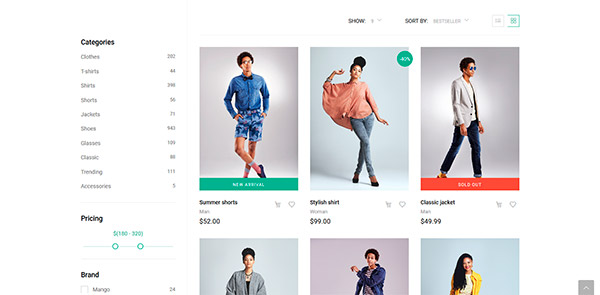 SHOW: 9 SORT BY: BESTSELLER
Categories
Clothes 202
T-shirts 44
Shirts 398
Shorts 56
Jackets 71
Shoes 943
Glasses 109
Classic 88
Trending 111
Accessories 5
Pricing
$(180 - 320)
Brand
Mango 24
-40%
NEW ARRIVAL
SOLD OUT
Summer shorts
Man
$52.00
Stylish shirt
Woman
$99.00
Classic jacket
Man
$49.99